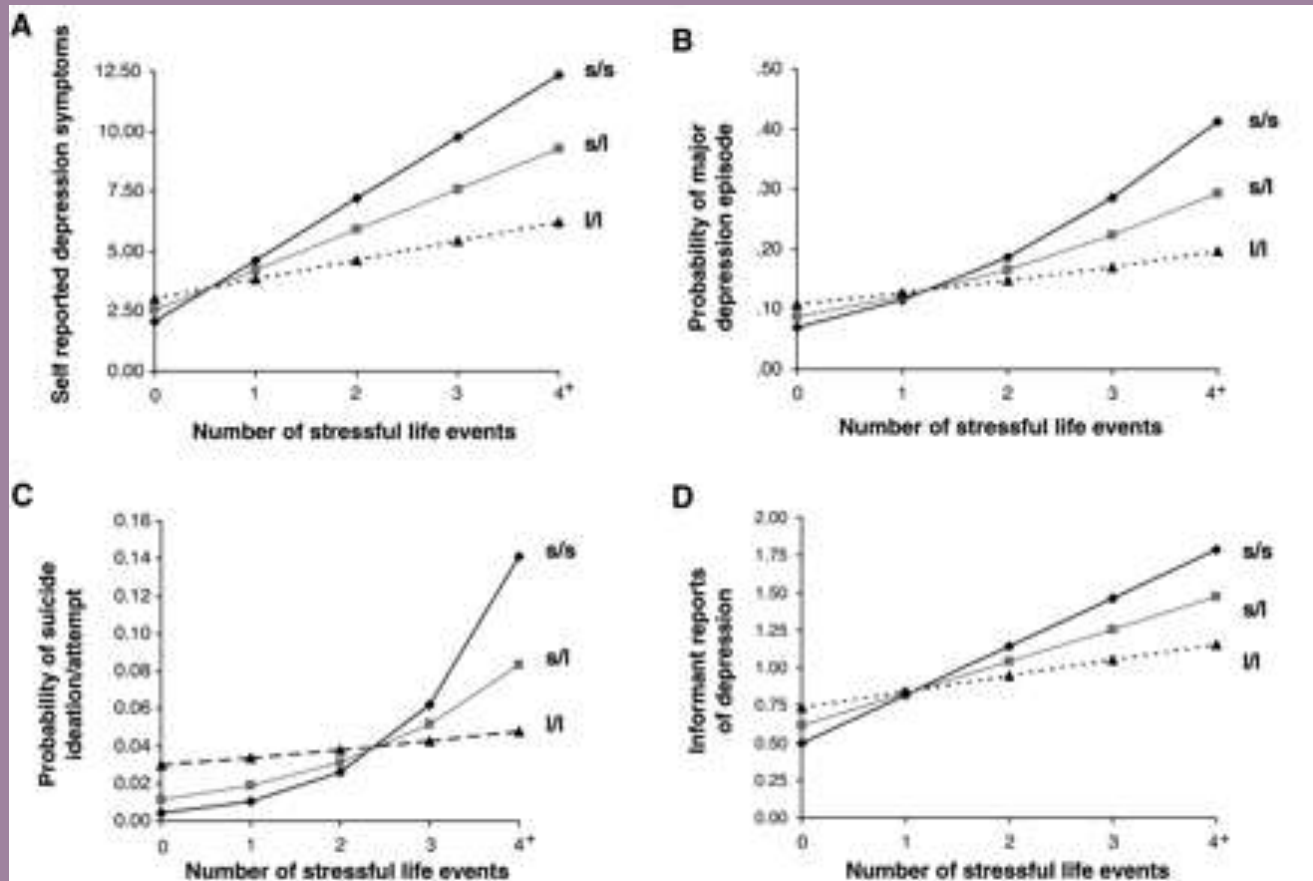 A
Self reported depression symptoms
12.50
10.00
7.50
5.00
2.50
0.00
s/s
s/l
l/l
0 1 2 3 4+
Number of stressful life events
B
Probability of major
depression episode
.50
.40
.30
.20
.10
.00
s/s
s/l
l/l
0 1 2 3 4+
Number of stressful life events
C
Probability of suicide
ideation/attempt
0.16
0.14
0.12
0.10
0.08
0.06
0.04
0.02
0.00
s/s
s/l
l/l
0 1 2 3 4+
Number of stressful life events
D
Informant reports
of depression
2.00
1.75
1.50
1.25
1.00
0.75
0.50
0.25
0.00
s/s
s/l
l/l
0 1 2 3 4+
Number of stressful life events